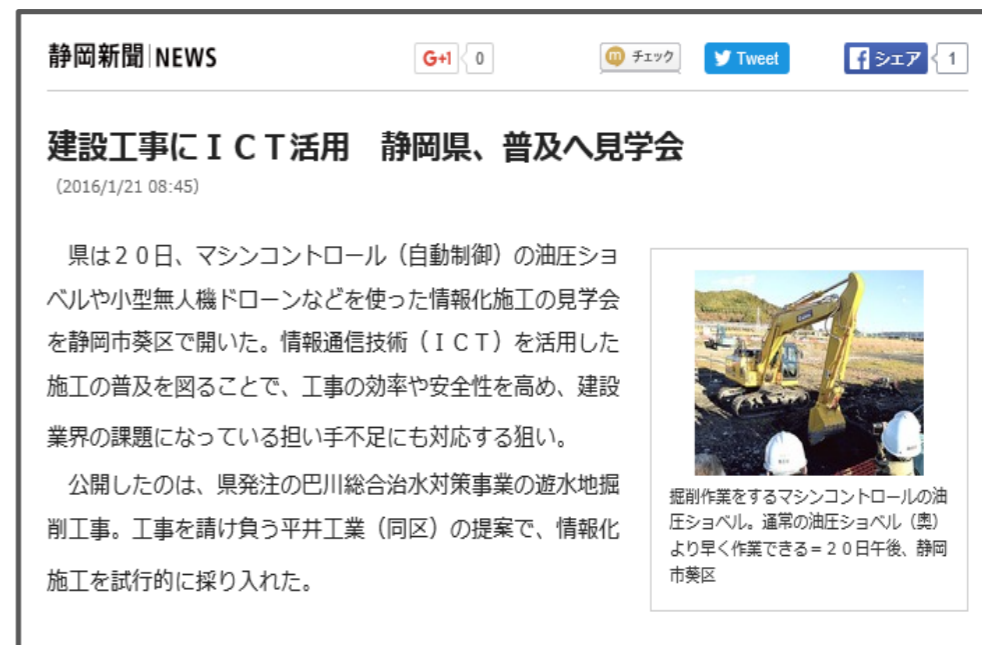 静岡新聞|NEWS
G+1 0
チェック
Tweet
シェア 1
建設工事にＩＣＴ活用　静岡県、普及へ見学会
（2016/1/21 08:45）
　県は２０日、マシンコントロール（自動制御）の油圧ショ
ベルや小型無人機ドローンなどを使った情報化施工の見学会
を静岡市葵区で開いた。情報通信技術（ＩＣＴ）を活用した
施工の普及を図ることで、工事の効率や安全性を高め、建設
業界の課題になっている担い手不足にも対応する狙い。
　公開したのは、県発注の巴川総合治水対策事業の遊水地掘
削工事。工事を請け負う平井工業（同区）の提案で、情報化
施工を試行的に採り入れた。
掘削作業をするマシンコントロールの油
圧ショベル。通常の油圧ショベル（奥）
より早く作業できる＝２０日午後、静岡
市葵区